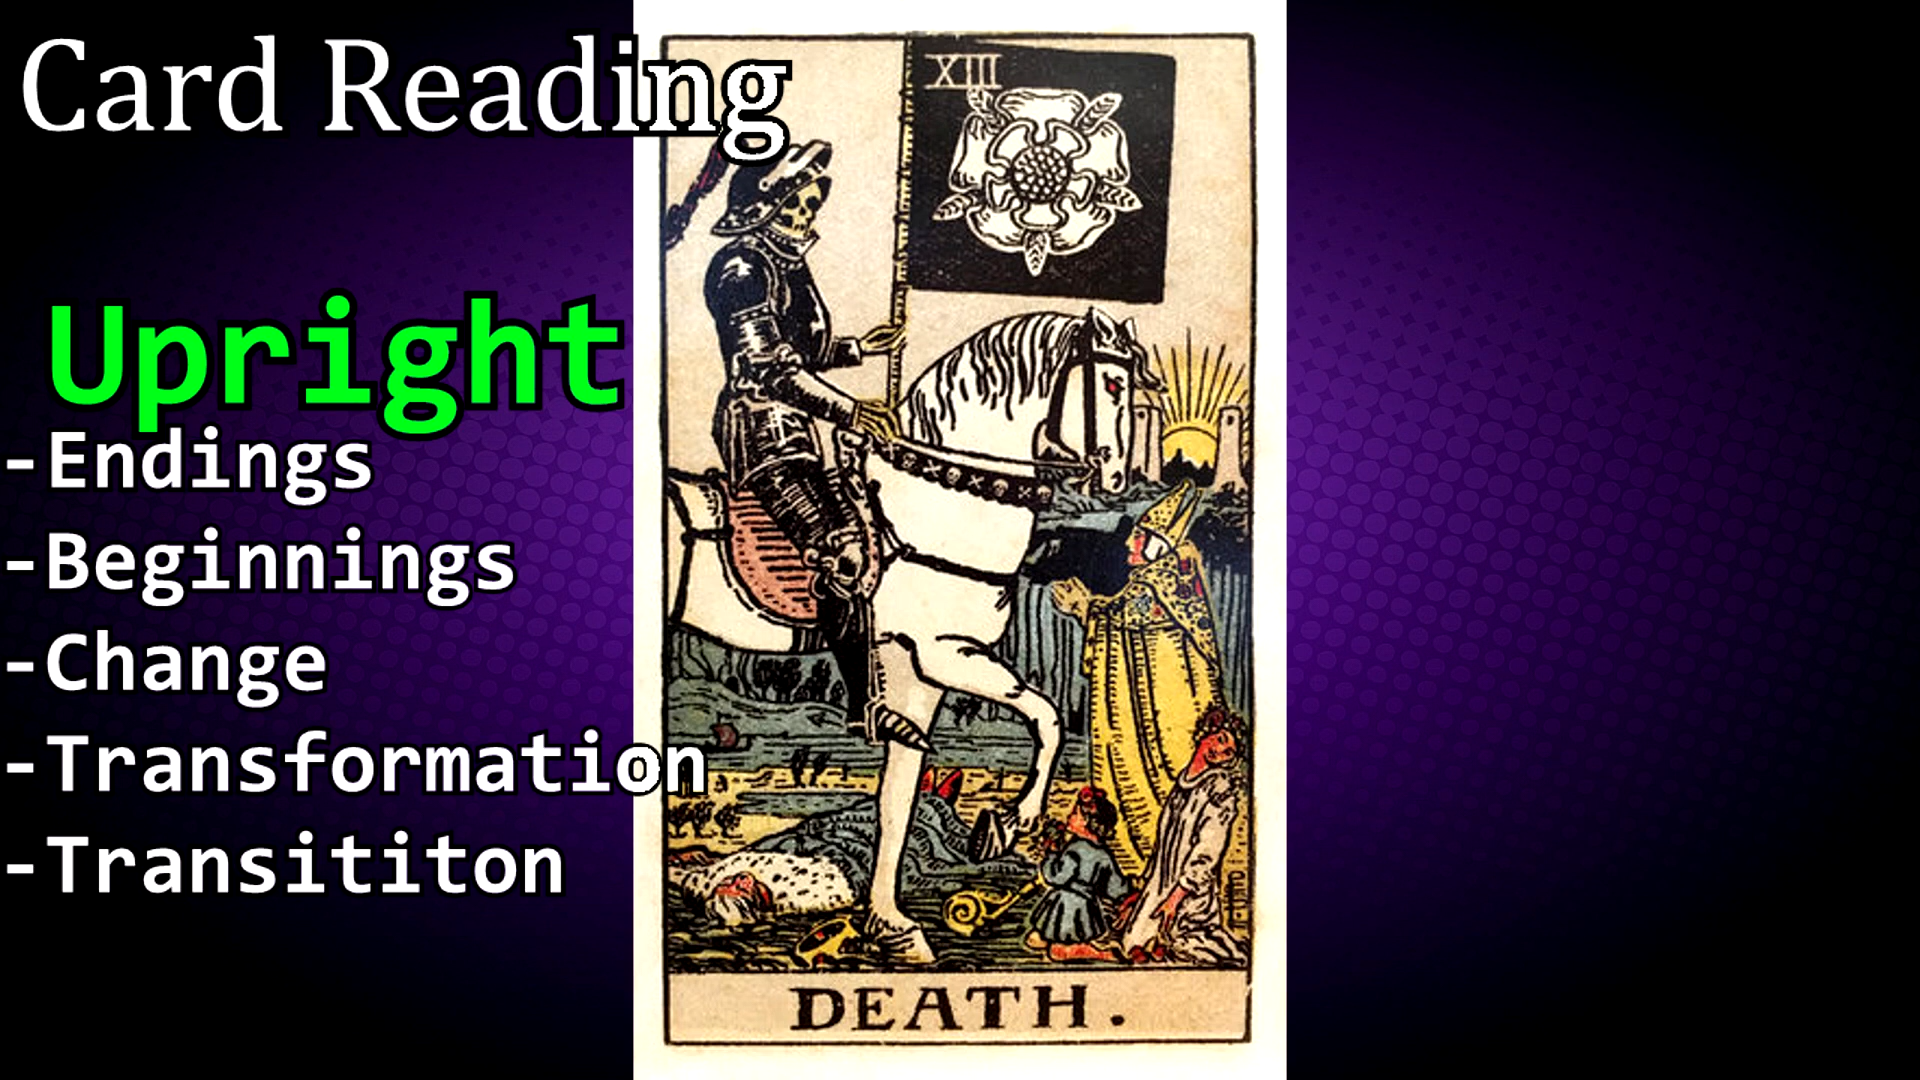 Card Reading
XIII
Upright
-Endings
-Beginnings
-Change
-Transformation
-Transititon
DEATH.